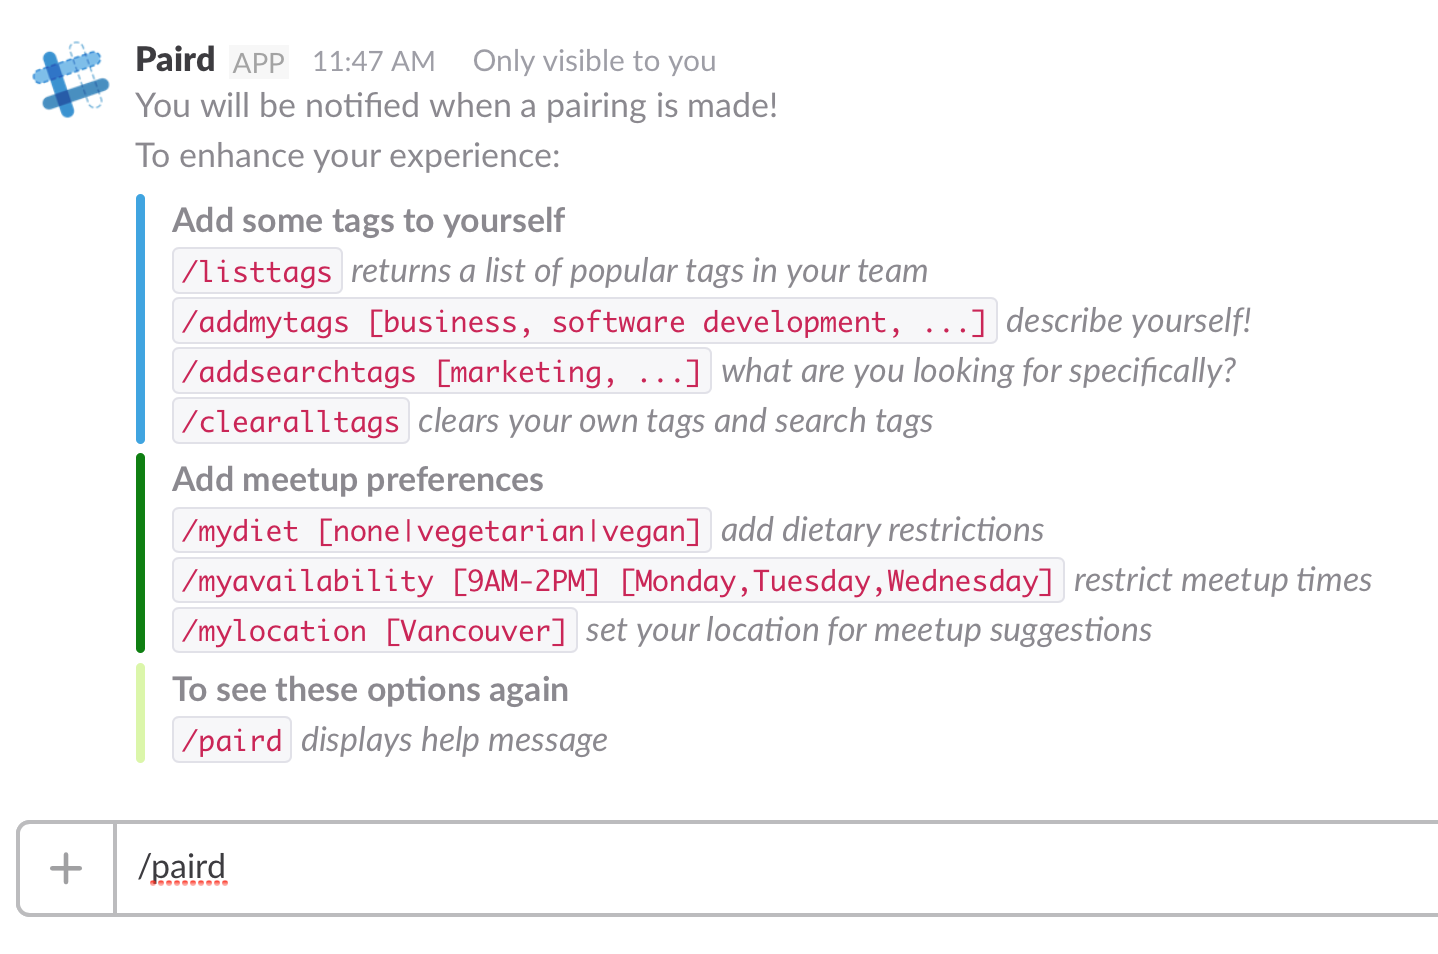 Paird APP 11:47 AM Only visible to you
You will be notified when a pairing is made!
To enhance your experience:
Add some tags to yourself
/listtags returns a list of popular tags in your team
/addmytags [business, software development, ...] describe yourself!
/addsearchtags [marketing, ...] what are you looking for specifically?
/clearalltags clears your own tags and search tags
Add meetup preferences
/mydiet [none|vegetarian|vegan] add dietary restrictions
/myavailability [9AM-2PM] [Monday,Tuesday,Wednesday] restrict meetup times
/mylocation [Vancouver] set your location for meetup suggestions
To see these options again
/paird displays help message
/paird